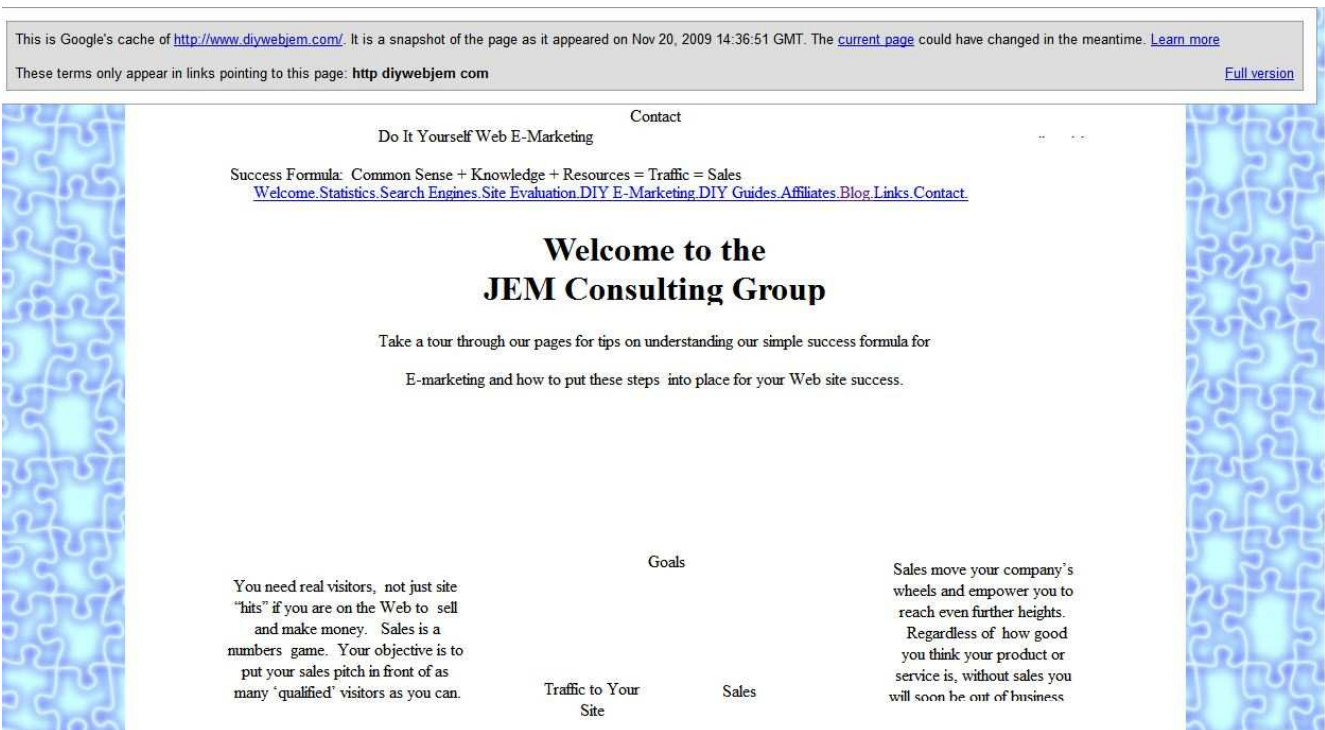 This is Google's cache of http://www.diywebjem.com/. It is a snapshot of the page as it appeared on Nov 20, 2009 14:36:51 GMT. The current page could have changed in the meantime. Learn more
These terms only appear in links pointing to this page: http diywebjem com
Full version
Contact
Do It Yourself Web E-Marketing
Success Formula: Common Sense + Knowledge + Resources = Traffic = Sales
Welcome.Statistics.Search Engines.Site Evaluation.DIY E-Marketing.DIY Guides.Affiliates.Blog.Links.Contact.
Welcome to the
JEM Consulting Group
Take a tour through our pages for tips on understanding our simple success formula for
E-marketing and how to put these steps into place for your Web site success.
Goals
You need real visitors, not just site
“hits” if you are on the Web to sell
and make money. Sales is a
numbers game. Your objective is to
put your sales pitch in front of as
many ‘qualified’ visitors as you can.
Traffic to Your
Site
Sales
Sales move your company’s
wheels and empower you to
reach even further heights.
Regardless of how good
you think your product or
service is, without sales you
will soon be out of business